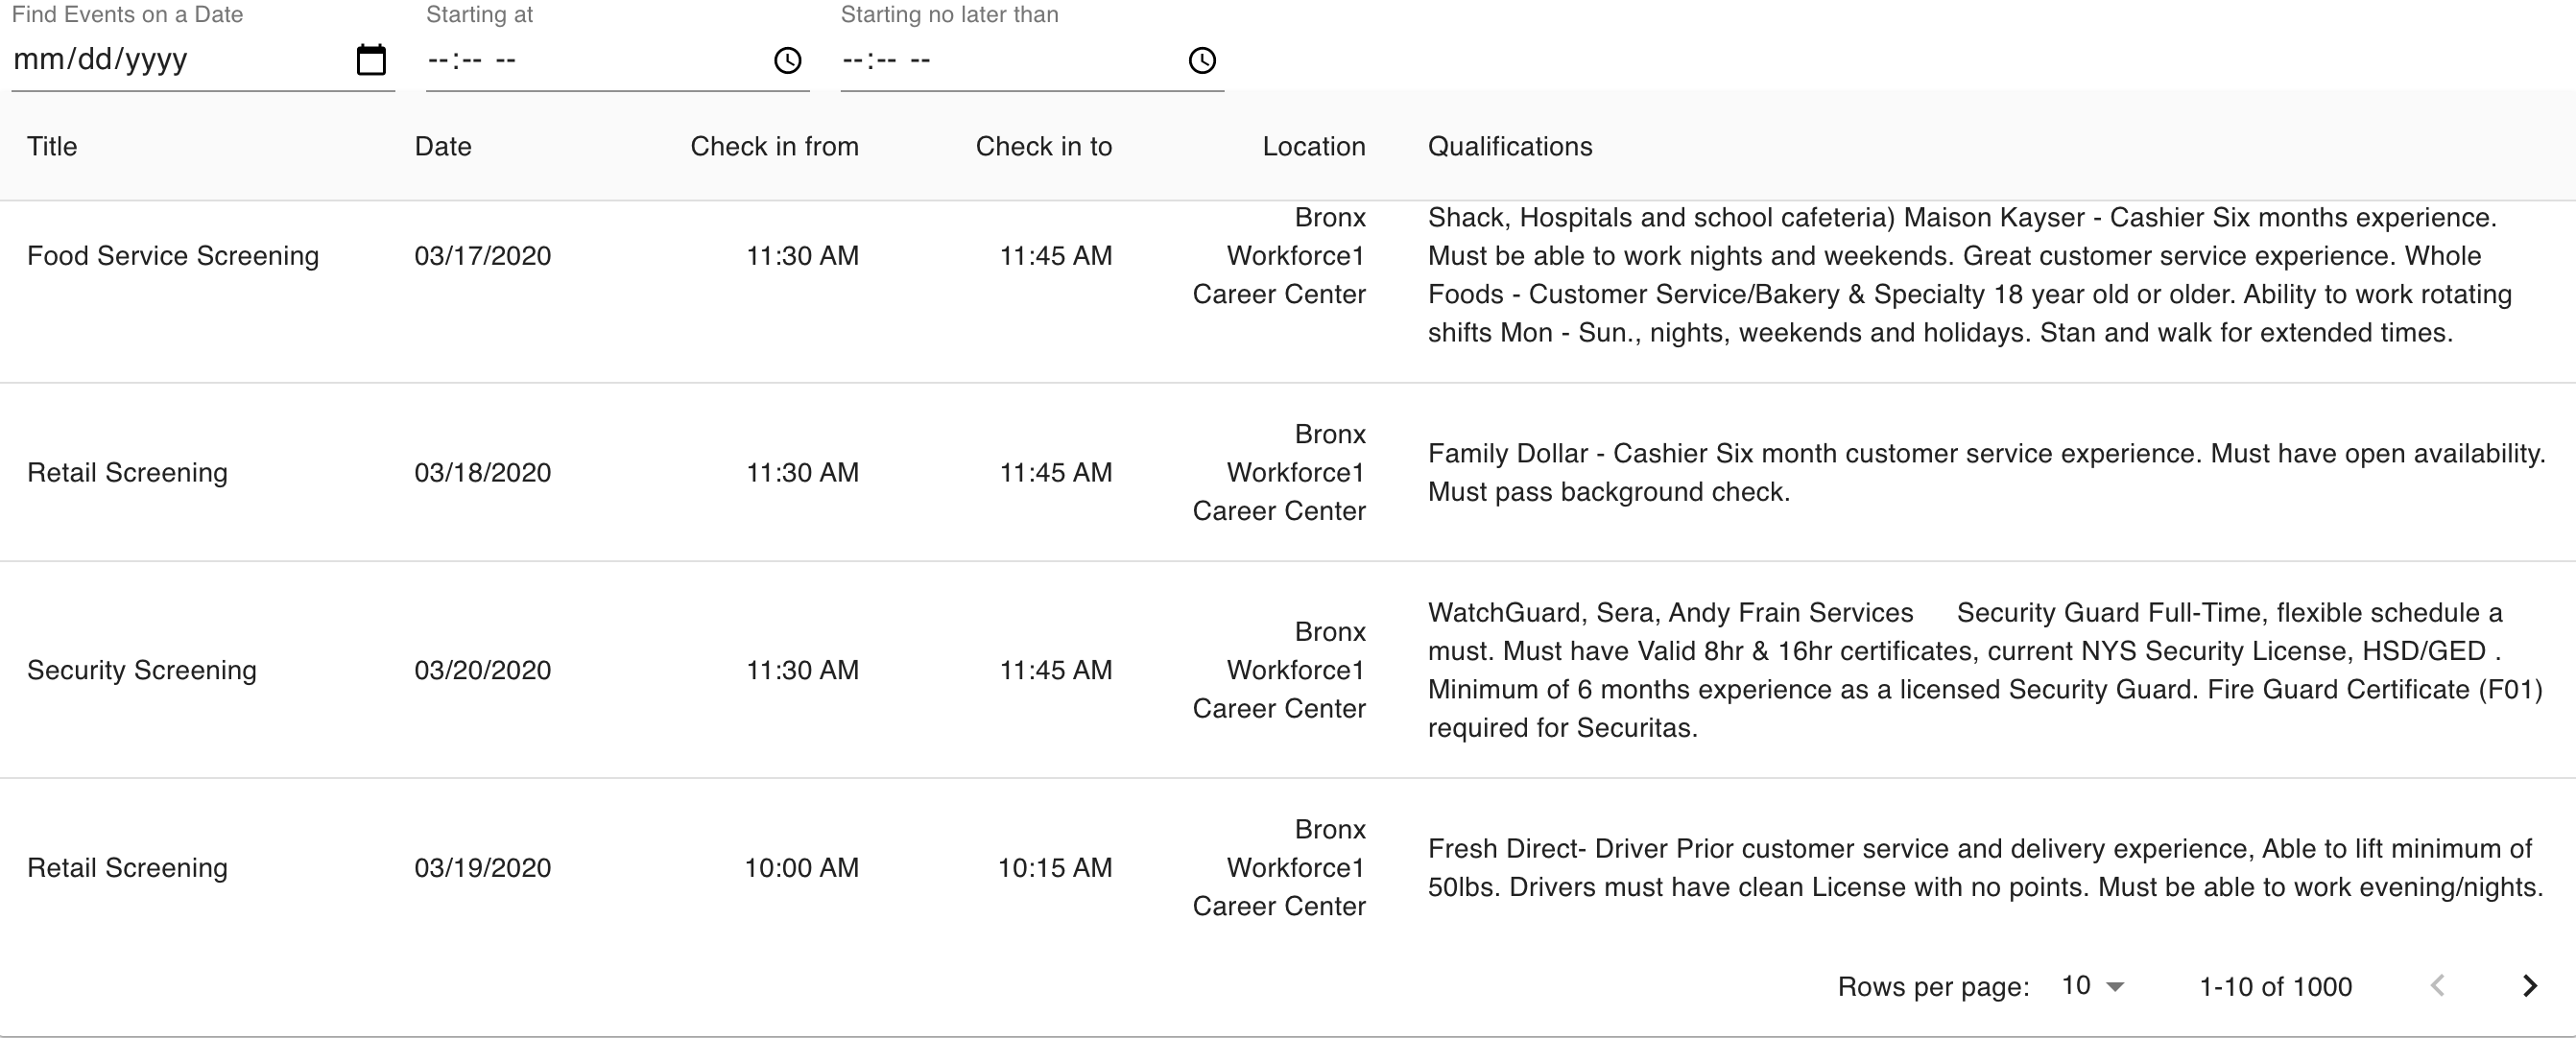 Find Events on a Date
Starting at
Starting no later than
mm/dd/yyyy
--:-- --
--:-- --
Title
Date
Check in from
Check in to
Location
Qualifications
Food Service Screening
03/17/2020
11:30 AM
11:45 AM
Bronx
Workforce1
Career Center
Shack, Hospitals and school cafeteria) Maison Kayser - Cashier Six months experience.
Must be able to work nights and weekends. Great customer service experience. Whole
Foods - Customer Service/Bakery & Specialty 18 year old or older. Ability to work rotating
shifts Mon - Sun., nights, weekends and holidays. Stan and walk for extended times.
Retail Screening
03/18/2020
11:30 AM
11:45 AM
Bronx
Workforce1
Career Center
Family Dollar - Cashier Six month customer service experience. Must have open availability.
Must pass background check.
Security Screening
03/20/2020
11:30 AM
11:45 AM
Bronx
Workforce1
Career Center
WatchGuard, Sera, Andy Frain Services      Security Guard Full-Time, flexible schedule a
must. Must have Valid 8hr & 16hr certificates, current NYS Security License, HSD/GED .
Minimum of 6 months experience as a licensed Security Guard. Fire Guard Certificate (F01)
required for Securitas.
Retail Screening
03/19/2020
10:00 AM
10:15 AM
Bronx
Workforce1
Career Center
Fresh Direct- Driver Prior customer service and delivery experience, Able to lift minimum of
50lbs. Drivers must have clean License with no points. Must be able to work evening/nights.
Rows per page:
10
1-10 of 1000